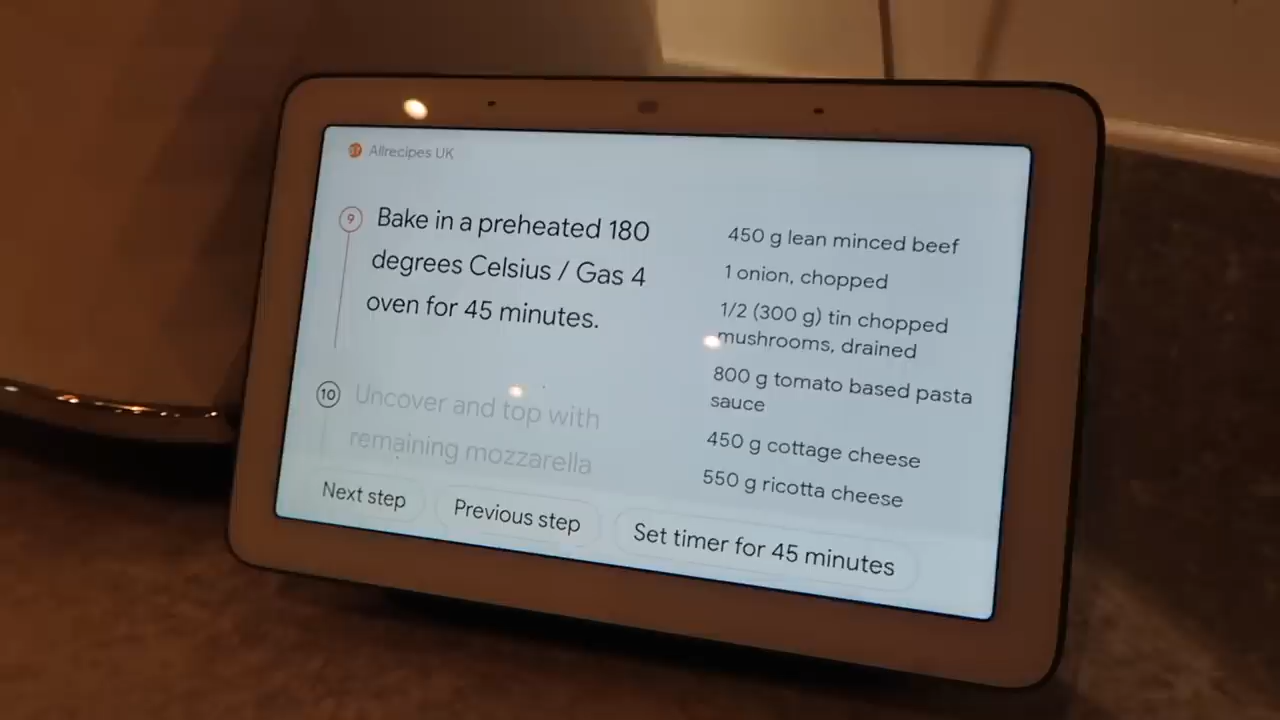 Allrecipes UK
9
Bake in a preheated 180
degrees Celsius / Gas 4
oven for 45 minutes.
10
Uncover and top with
remaining mozzarella
450 g lean minced beef
1 onion, chopped
1/2 (300 g) tin chopped
mushrooms, drained
800 g tomato based pasta
sauce
450 g cottage cheese
550 g ricotta cheese
Next step
Previous step
Set timer for 45 minutes